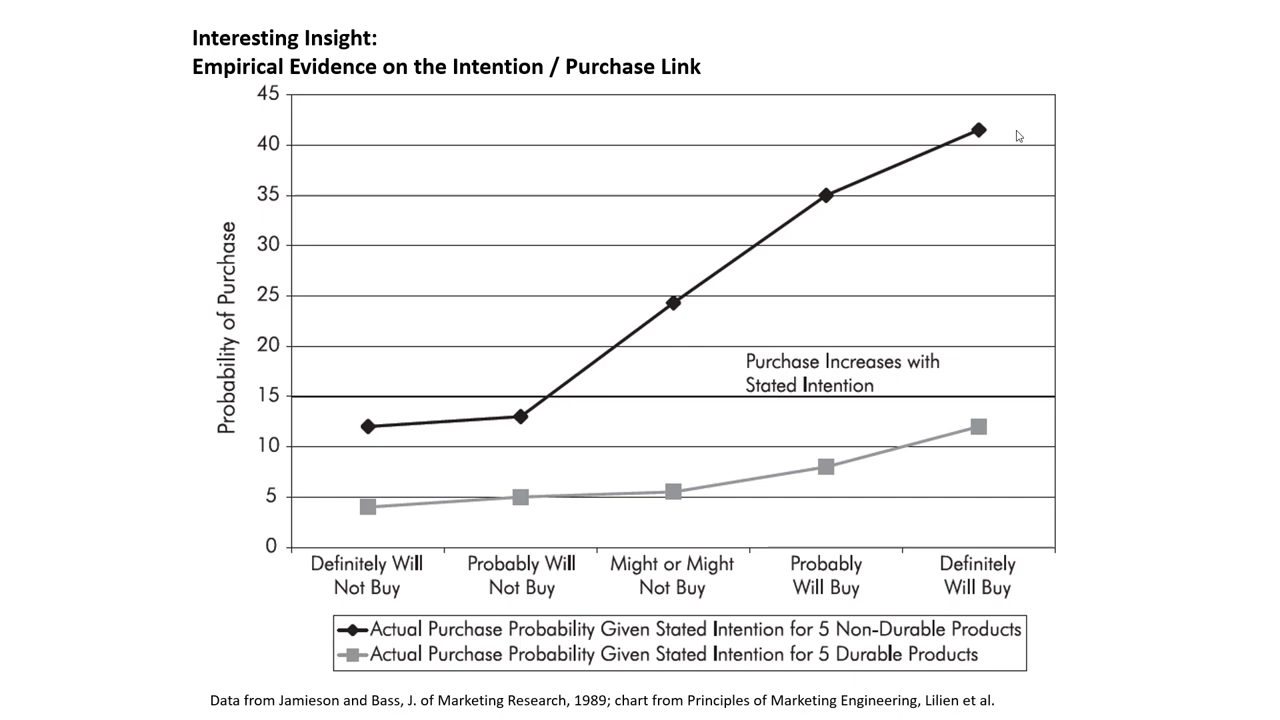 Interesting Insight:
Empirical Evidence on the Intention / Purchase Link
45
40
35
30
25
20
15
10
5
0
Probability of Purchase
Purchase Increases with
Stated Intention
Definitely Will
Not Buy
Probably Will
Not Buy
Might or Might
Not Buy
Probably
Will Buy
Definitely
Will Buy
Actual Purchase Probability Given Stated Intention for 5 Non-Durable Products
Actual Purchase Probability Given Stated Intention for 5 Durable Products
Data from Jamieson and Bass, J. of Marketing Research, 1989; chart from Principles of Marketing Engineering, Lilien et al.